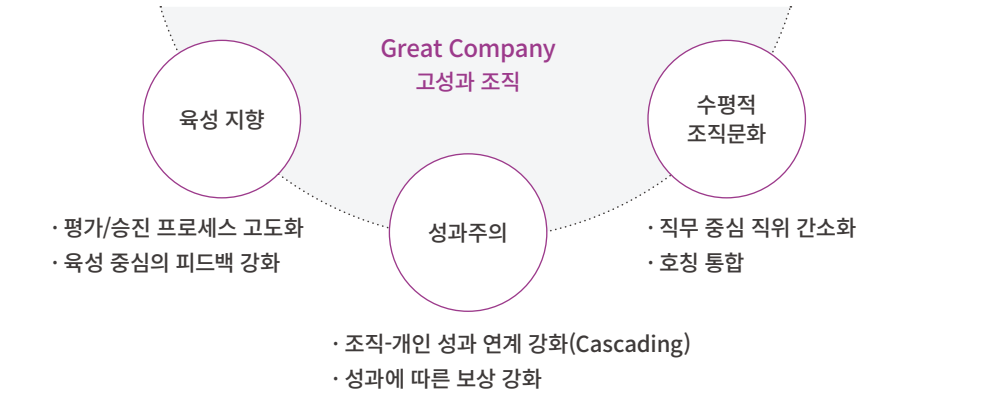 Great Company
고성과 조직
육성 지향
· 평가/승진 프로세스 고도화
· 육성 중심의 피드백 강화
성과주의
· 조직-개인 성과 연계 강화(Cascading)
· 성과에 따른 보상 강화
수평적
조직문화
· 직무 중심 직위 간소화
· 호칭 통합